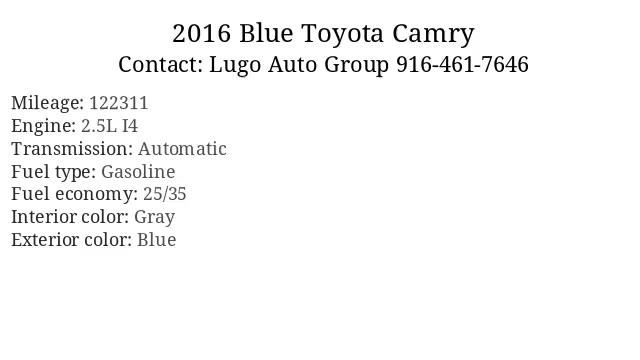 2016 Blue Toyota Camry
Contact: Lugo Auto Group 916-461-7646
Mileage: 122311
Engine: 2.5L I4
Transmission: Automatic
Fuel type: Gasoline
Fuel economy: 25/35
Interior color: Gray
Exterior color: Blue